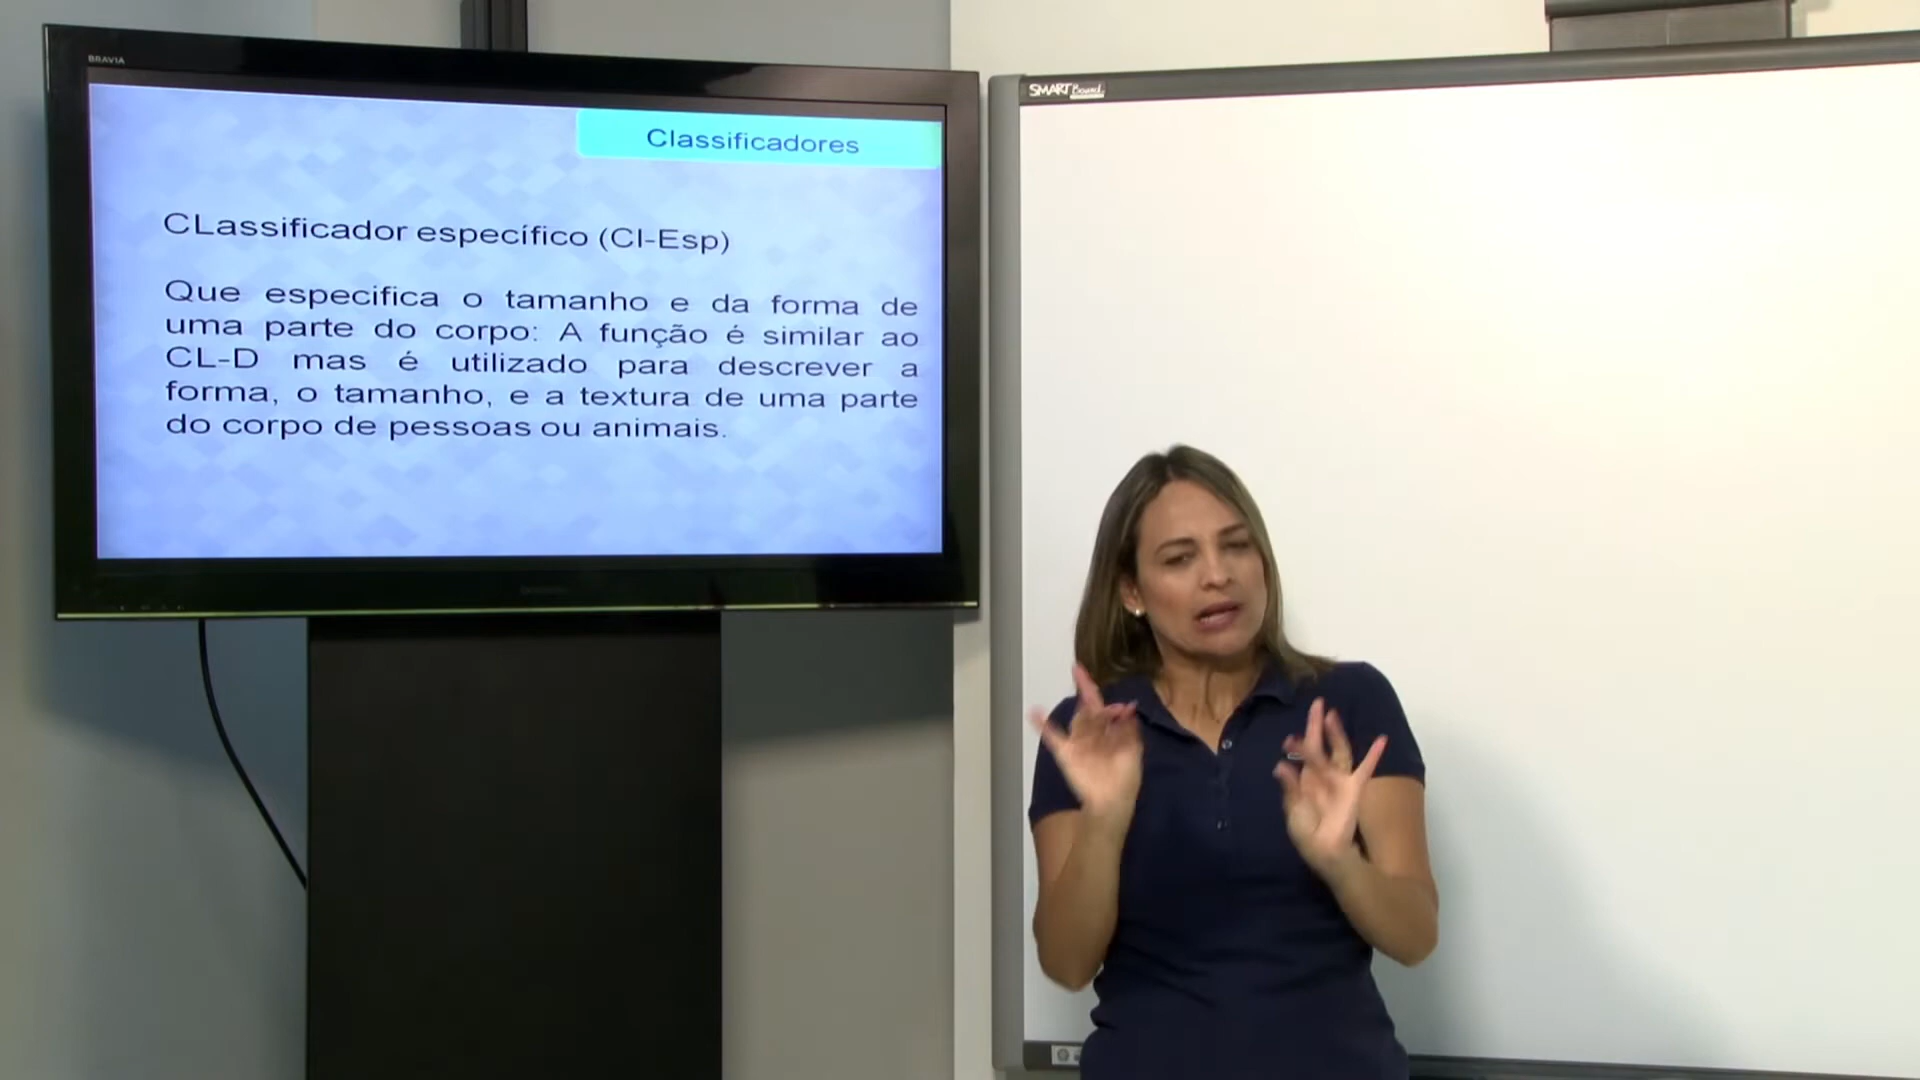 BRAVIA
SMART Board
Classificadores
CLassificador específico (Cl-Esp)
Que especifica o tamanho e da forma de
uma parte do corpo: A função é similar ao
CL-D mas é utilizado para descrever a
forma, o tamanho, e a textura de uma parte
do corpo de pessoas ou animais.